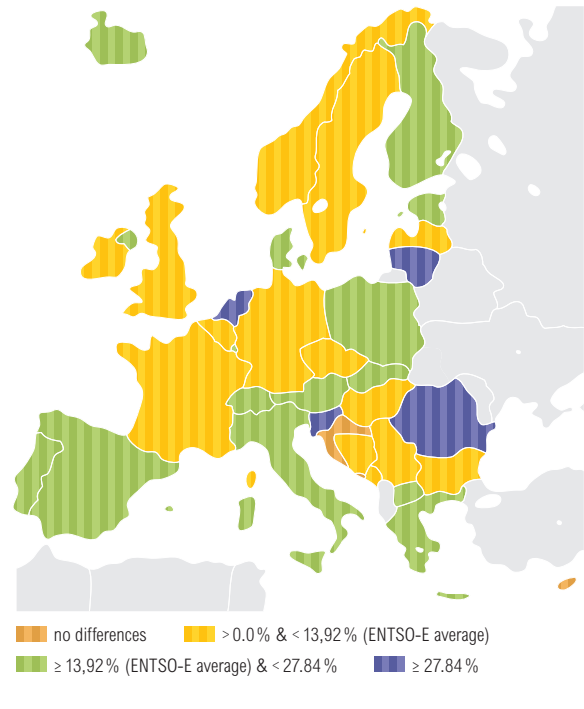 no differences > 0.0 % & < 13,92 % (ENTSO-E average)
≥ 13,92 % (ENTSO-E average) & < 27.84 % ≥ 27.84 %